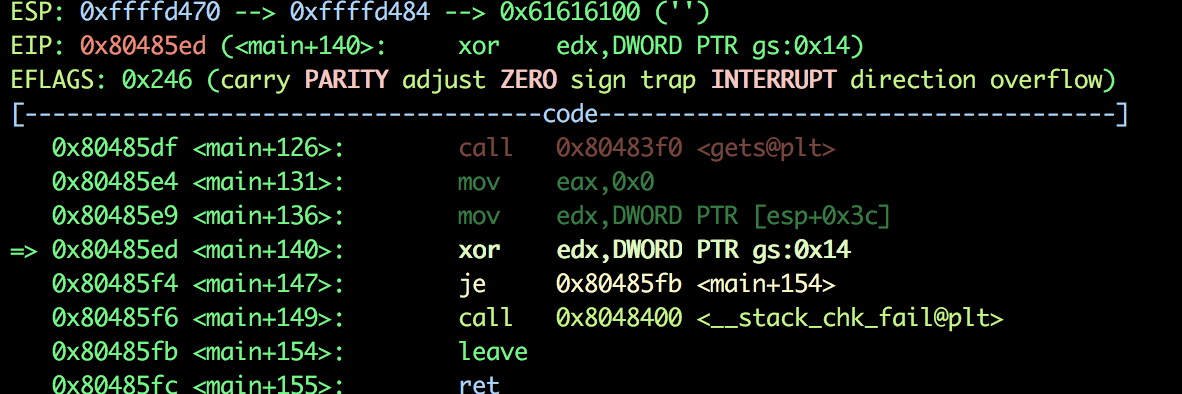 ESP: 0xffffd470 --> 0xffffd484 --> 0x61616100 ('')
EIP: 0x80485ed (<main+140>: xor edx,DWORD PTR gs:0x14)
EFLAGS: 0x246 (carry PARITY adjust ZERO sign trap INTERRUPT direction overflow)
[-------------------------------------code-------------------------------------]
0x80485df <main+126>: call 0x80483f0 <gets@plt>
0x80485e4 <main+131>: mov eax,0x0
0x80485e9 <main+136>: mov edx,DWORD PTR [esp+0x3c]
=> 0x80485ed <main+140>: xor edx,DWORD PTR gs:0x14
0x80485f4 <main+147>: je 0x80485fb <main+154>
0x80485f6 <main+149>: call 0x8048400 <__stack_chk_fail@plt>
0x80485fb <main+154>: leave
0x80485fc <main+155>: ret